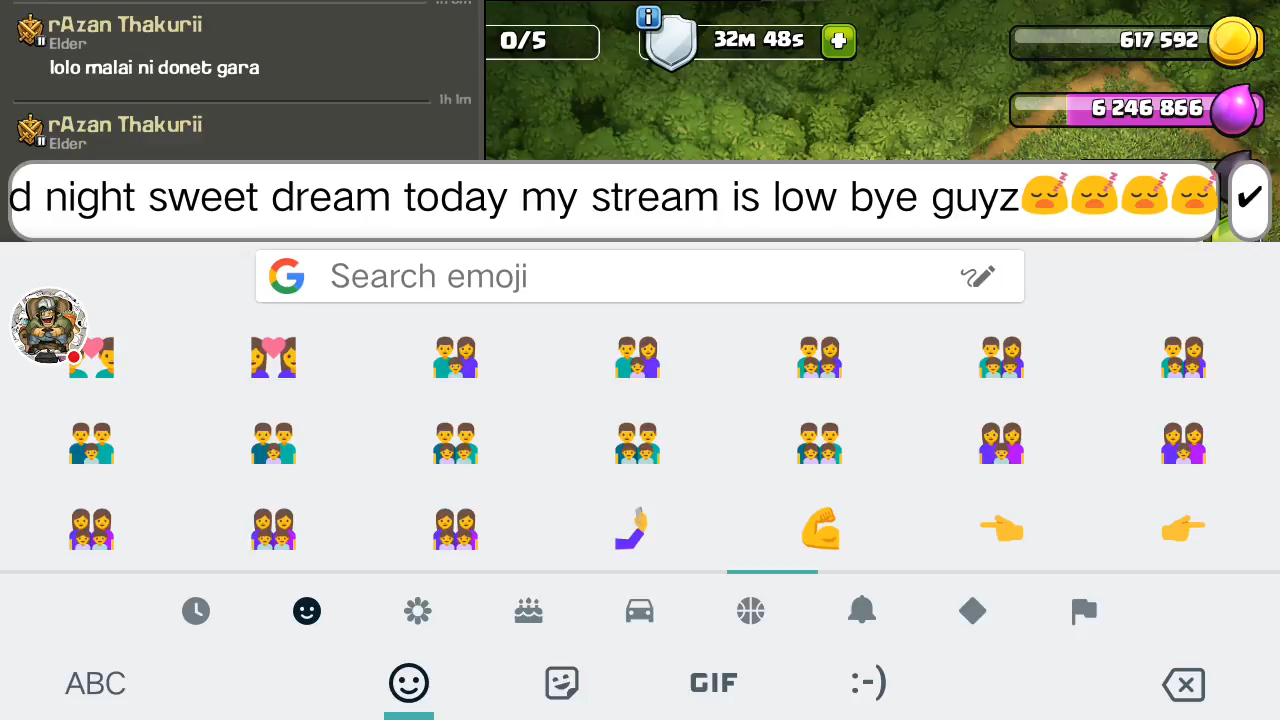 rAzan Thakurii
Elder
lolo malai ni donet gara
1h 1m
rAzan Thakurii
Elder
0/5
32M 48s
617 592
6 246 866
d night sweet dream today my stream is low bye guyz😴😴😴😴
Search emoji
ABC
GIF
:-)